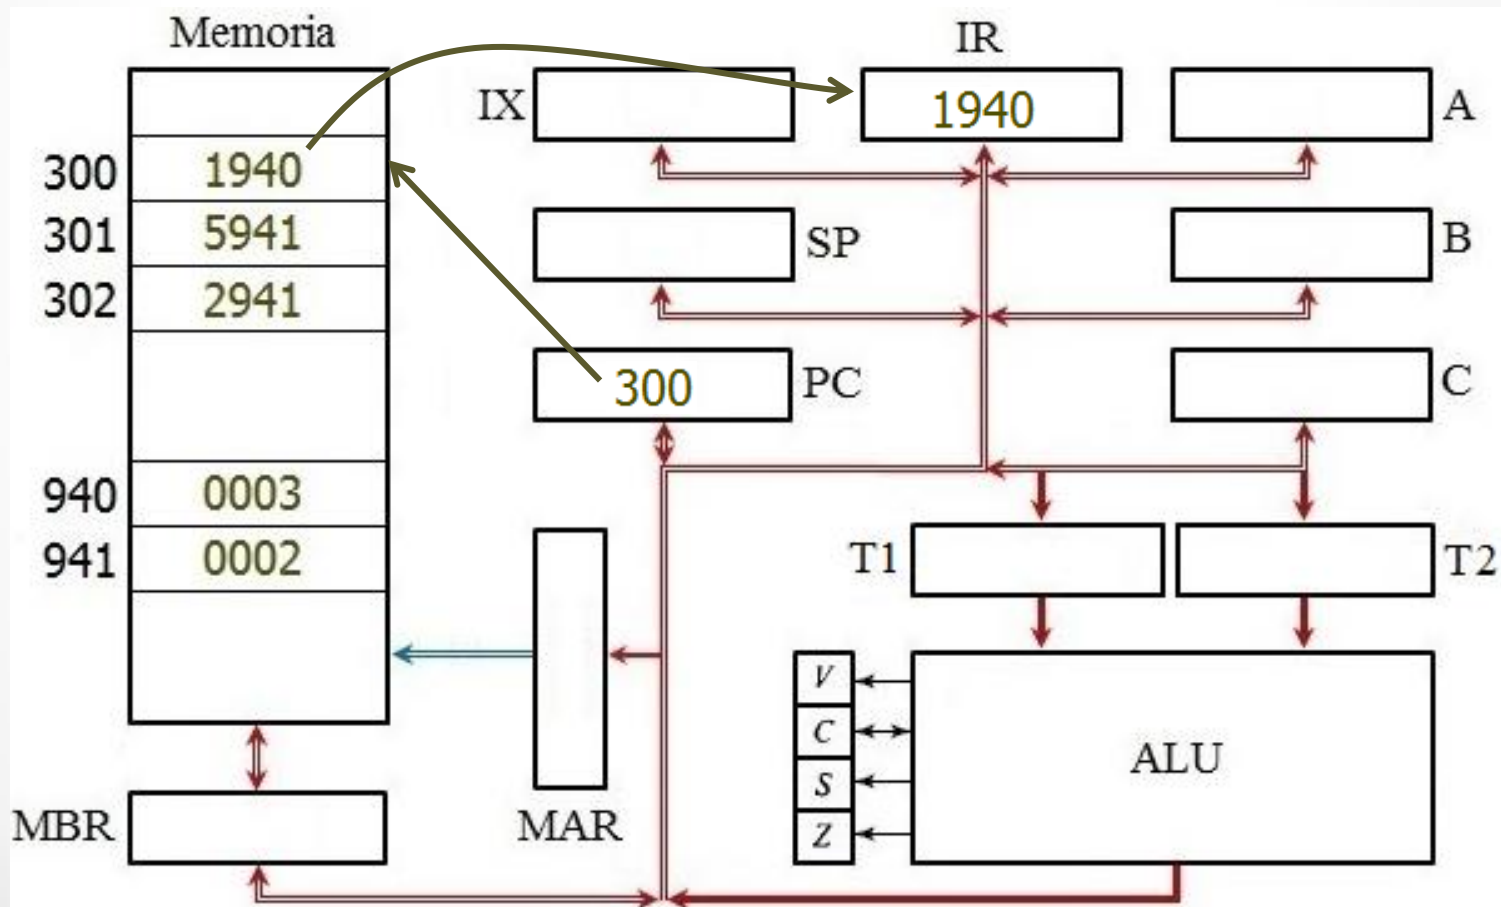 Memoria
IR
IX
1940
A
300
1940
301
5941
SP
B
302
2941
300
PC
C
940
0003
941
0002
T1
T2
V
C
S
Z
ALU
MBR
MAR